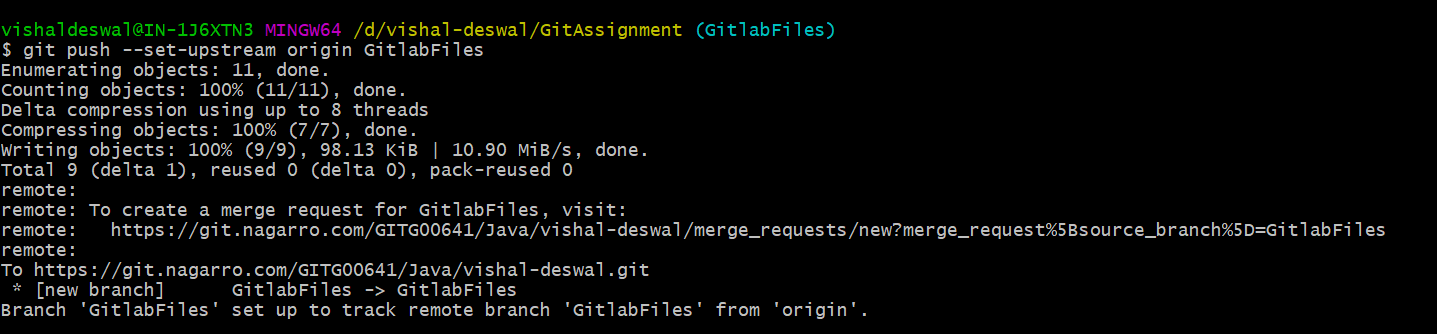 vishaldeswal@IN-1J6XTN3 MINGW64 /d/vishal-deswal/GitAssignment (GitlabFiles)
$ git push --set-upstream origin GitlabFiles
Enumerating objects: 11, done.
Counting objects: 100% (11/11), done.
Delta compression using up to 8 threads
Compressing objects: 100% (7/7), done.
Writing objects: 100% (9/9), 98.13 KiB | 10.90 MiB/s, done.
Total 9 (delta 1), reused 0 (delta 0), pack-reused 0
remote:
remote: To create a merge request for GitlabFiles, visit:
remote:   https://git.nagarro.com/GITG00641/Java/vishal-deswal/merge_requests/new?merge_request%5Bsource_branch%5D=GitlabFiles
remote:
To https://git.nagarro.com/GITG00641/Java/vishal-deswal.git
 * [new branch]      GitlabFiles -> GitlabFiles
Branch 'GitlabFiles' set up to track remote branch 'GitlabFiles' from 'origin'.